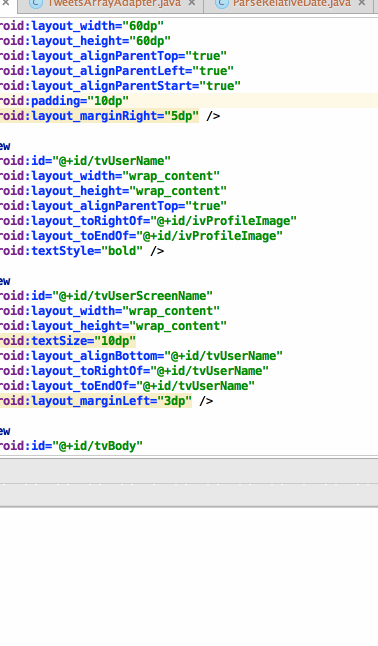 TweetsArrayAdapter.java × ParseRelativeDate.java ×
roid:layout_width="60dp"
roid:layout_height="60dp"
roid:layout_alignParentTop="true"
roid:layout_alignParentLeft="true"
roid:layout_alignParentStart="true"
roid:padding="10dp"
roid:layout_marginRight="5dp" />
ew
roid:id="@+id/tvUserName"
roid:layout_width="wrap_content"
roid:layout_height="wrap_content"
roid:layout_alignParentTop="true"
roid:layout_toRightOf="@+id/ivProfileImage"
roid:layout_toEndOf="@+id/ivProfileImage"
roid:textStyle="bold" />
ew
roid:id="@+id/tvUserScreenName"
roid:layout_width="wrap_content"
roid:layout_height="wrap_content"
roid:textSize="10dp"
roid:layout_alignBottom="@+id/tvUserName"
roid:layout_toRightOf="@+id/tvUserName"
roid:layout_toEndOf="@+id/tvUserName"
roid:layout_marginLeft="3dp" />
ew
roid:id="@+id/tvBody"